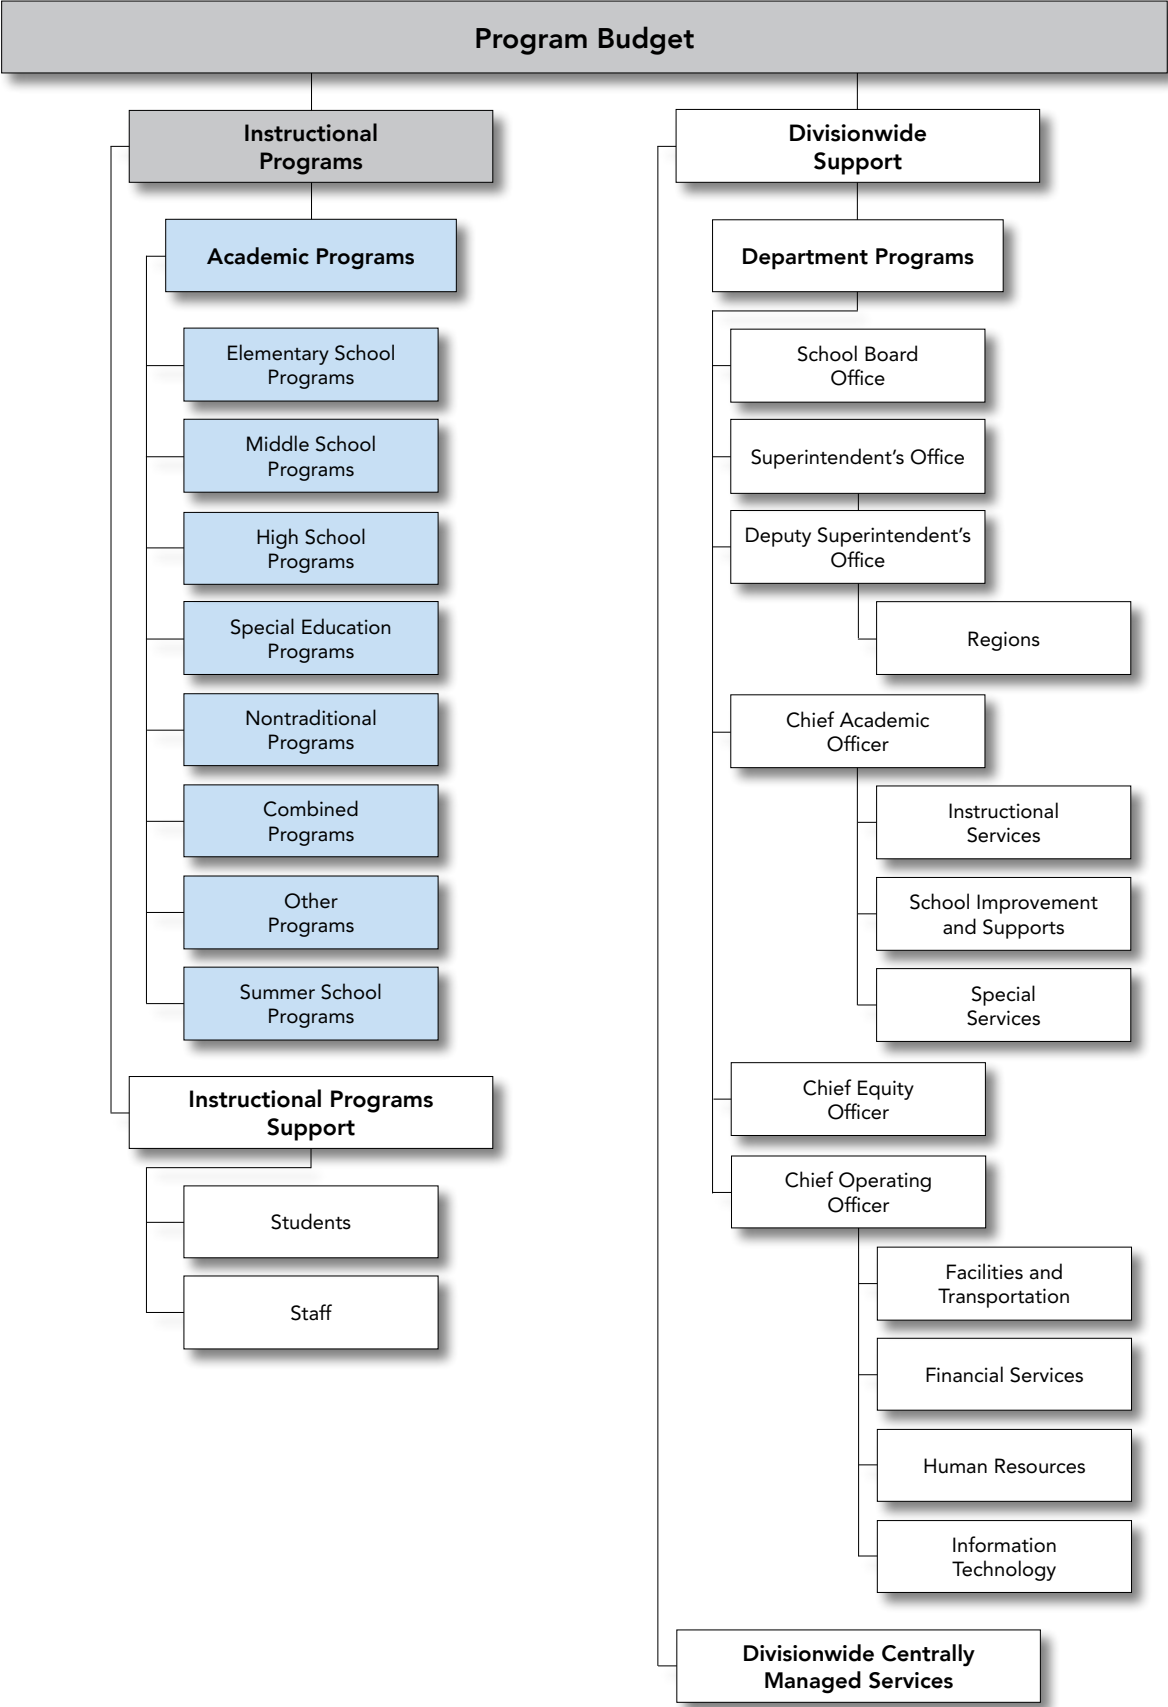 Program Budget
Instructional
Programs
Academic Programs
Elementary School
Programs
Middle School
Programs
High School
Programs
Special Education
Programs
Nontraditional
Programs
Combined
Programs
Other
Programs
Summer School
Programs
Instructional Programs
Support
Students
Staff
Divisionwide
Support
Department Programs
School Board
Office
Superintendent's Office
Deputy Superintendent's
Office
Regions
Chief Academic
Officer
Instructional
Services
School Improvement
and Supports
Special
Services
Chief Equity
Officer
Chief Operating
Officer
Facilities and
Transportation
Financial Services
Human Resources
Information
Technology
Divisionwide Centrally
Managed Services